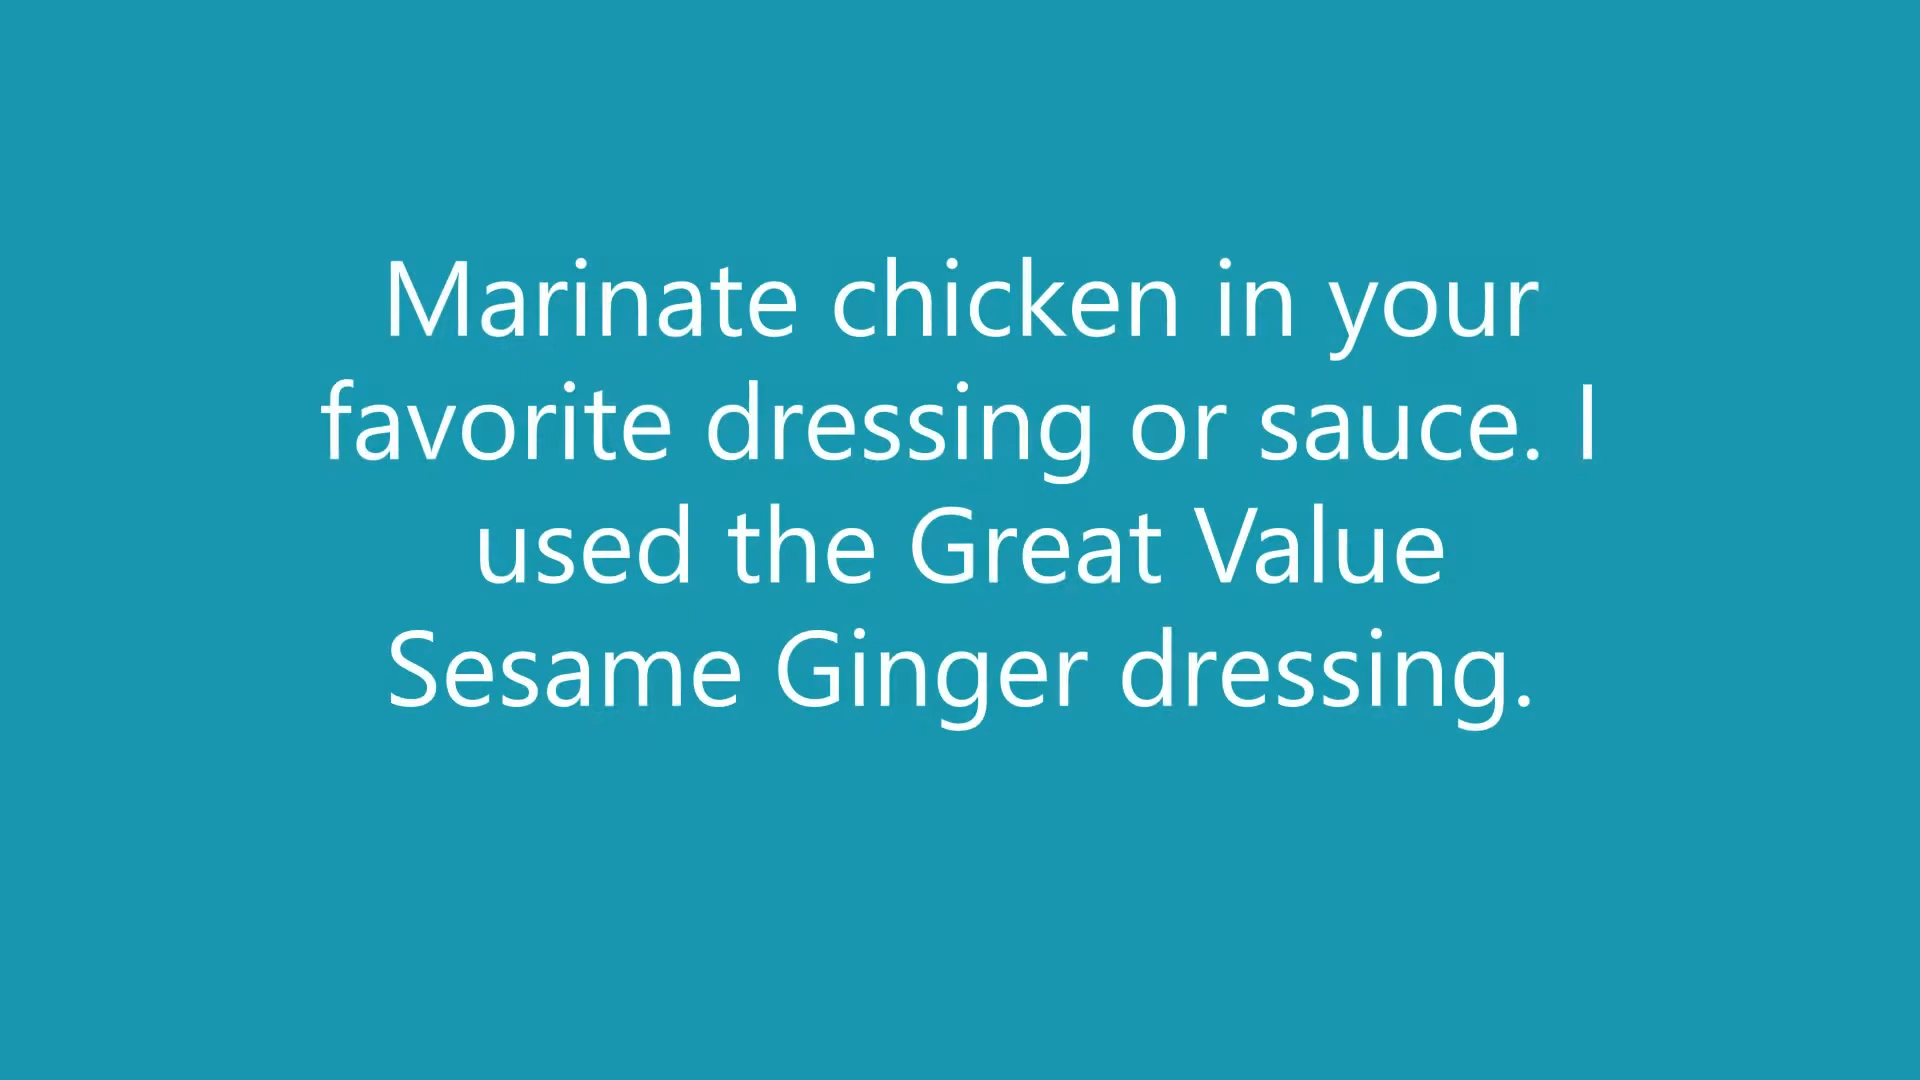 Marinate chicken in your
favorite dressing or sauce. I
used the Great Value
Sesame Ginger dressing.